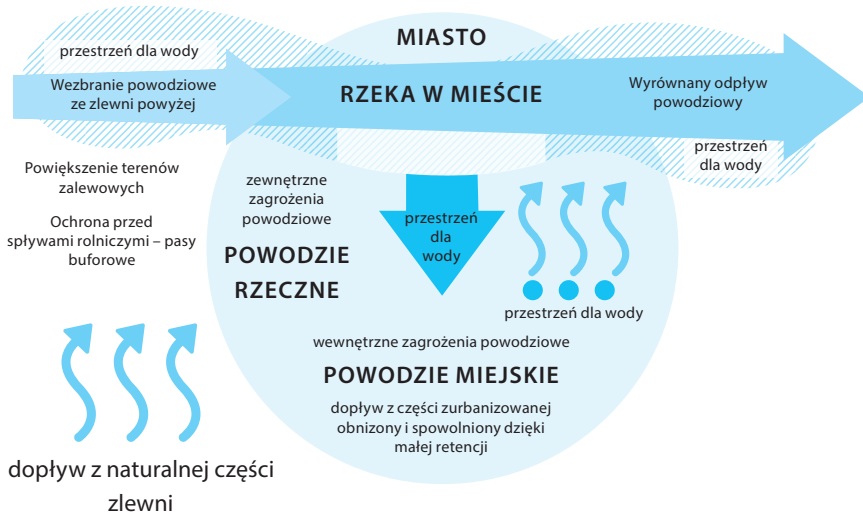 MIASTO
przestrzeń dla wody
Wezbranie powodziowe
ze zlewni powyżej
RZEKA W MIEŚCIE
Wyrównany odpływ
powodziowy
przestrzeń
dla wody
Powiększenie terenów
zalewowych
Ochrona przed
spływami rolniczymi – pasy
buforowe
zewnętrzne
zagrożenia
powodziowe
POWODZIE
RZECZNE
przestrzeń
dla
wody
przestrzeń dla wody
wewnętrzne zagrożenia powodziowe
POWODZIE MIEJSKIE
dopływ z części zurbanizowanej
obnizony i spowolniony dzięki
małej retencji
dopływ z naturalnej części
zlewni